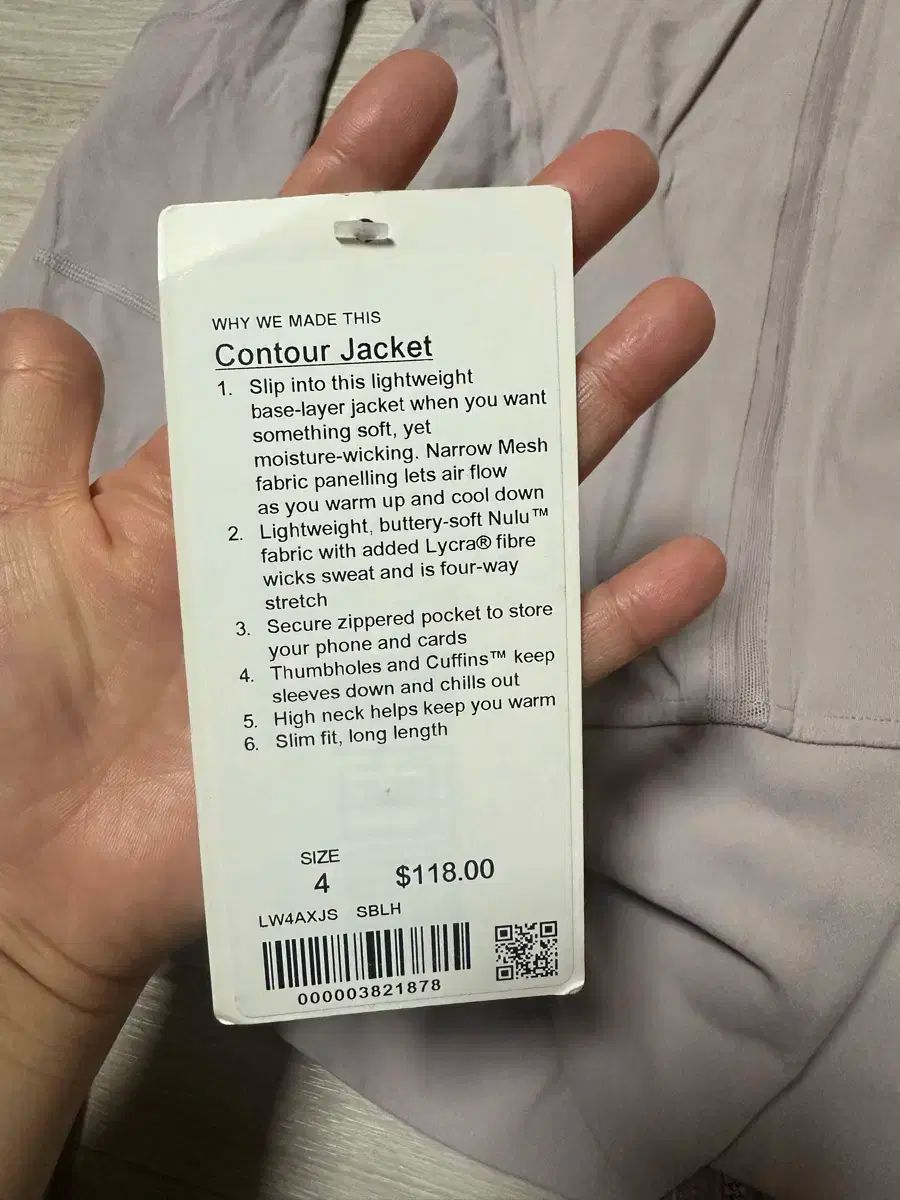 WHY WE MADE THIS
Contour Jacket
1. Slip into this lightweight
base-layer jacket when you want
something soft, yet
moisture-wicking. Narrow Mesh
fabric panelling lets air flow
as you warm up and cool down
2. Lightweight, buttery-soft Nulu™
fabric with added Lycra® fibre
wicks sweat and is four-way
stretch
3. Secure zippered pocket to store
your phone and cards
4. Thumbholes and Cuffins™ keep
sleeves down and chills out
5. High neck helps keep you warm
6. Slim fit, long length
SIZE
4 $118.00
LW4AXJS SBLH
000003821878